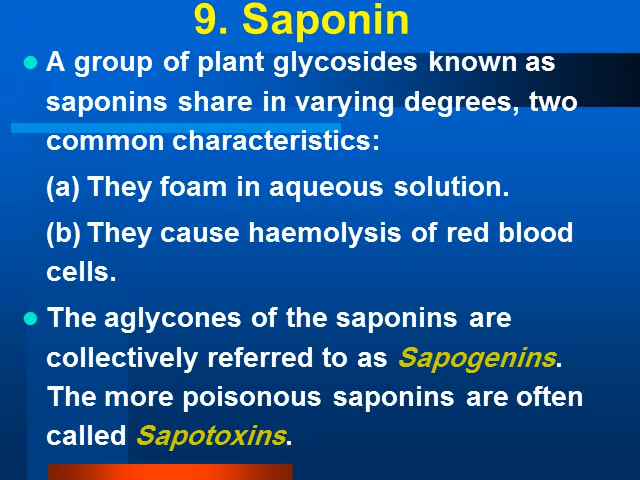 9. Saponin
A group of plant glycosides known as
saponins share in varying degrees, two
common characteristics:
(a) They foam in aqueous solution.
(b) They cause haemolysis of red blood
cells.
The aglycones of the saponins are
collectively referred to as Sapogenins.
The more poisonous saponins are often
called Sapotoxins.